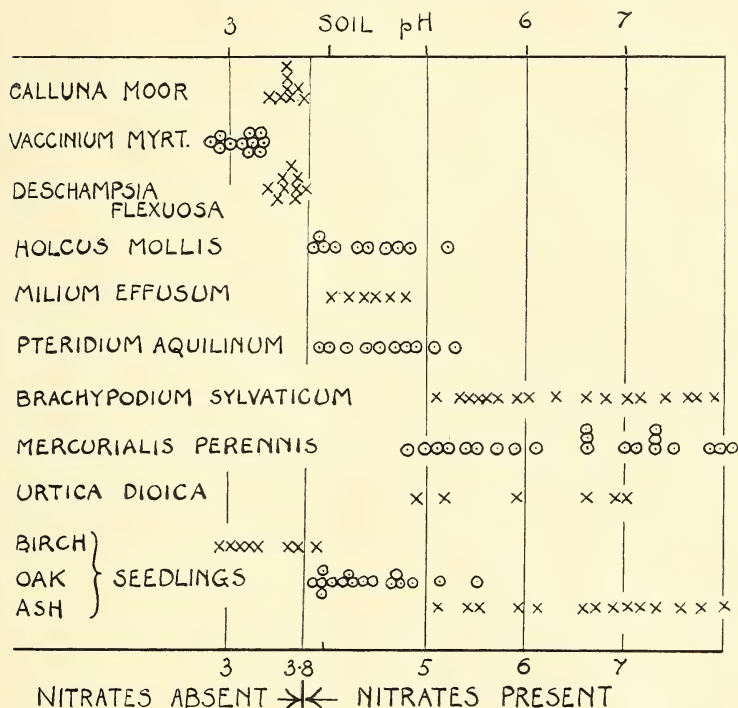 3 SOIL pH 6 7
CALLUNA MOOR
VACCINIUM MYRT.
DESCHAMPSIA
FLEXUOSA
HOLCUS MOLLIS
MILIUM EFFUSUM
PTERIDIUM AQUILINUM
BRACHYPODIUM SYLVATICUM
MERCURIALIS PERENNIS
URTICA DIOICA
BIRCH
OAK SEEDLINGS
ASH
3 3·8 5 6 7
NITRATES ABSENT NITRATES PRESENT